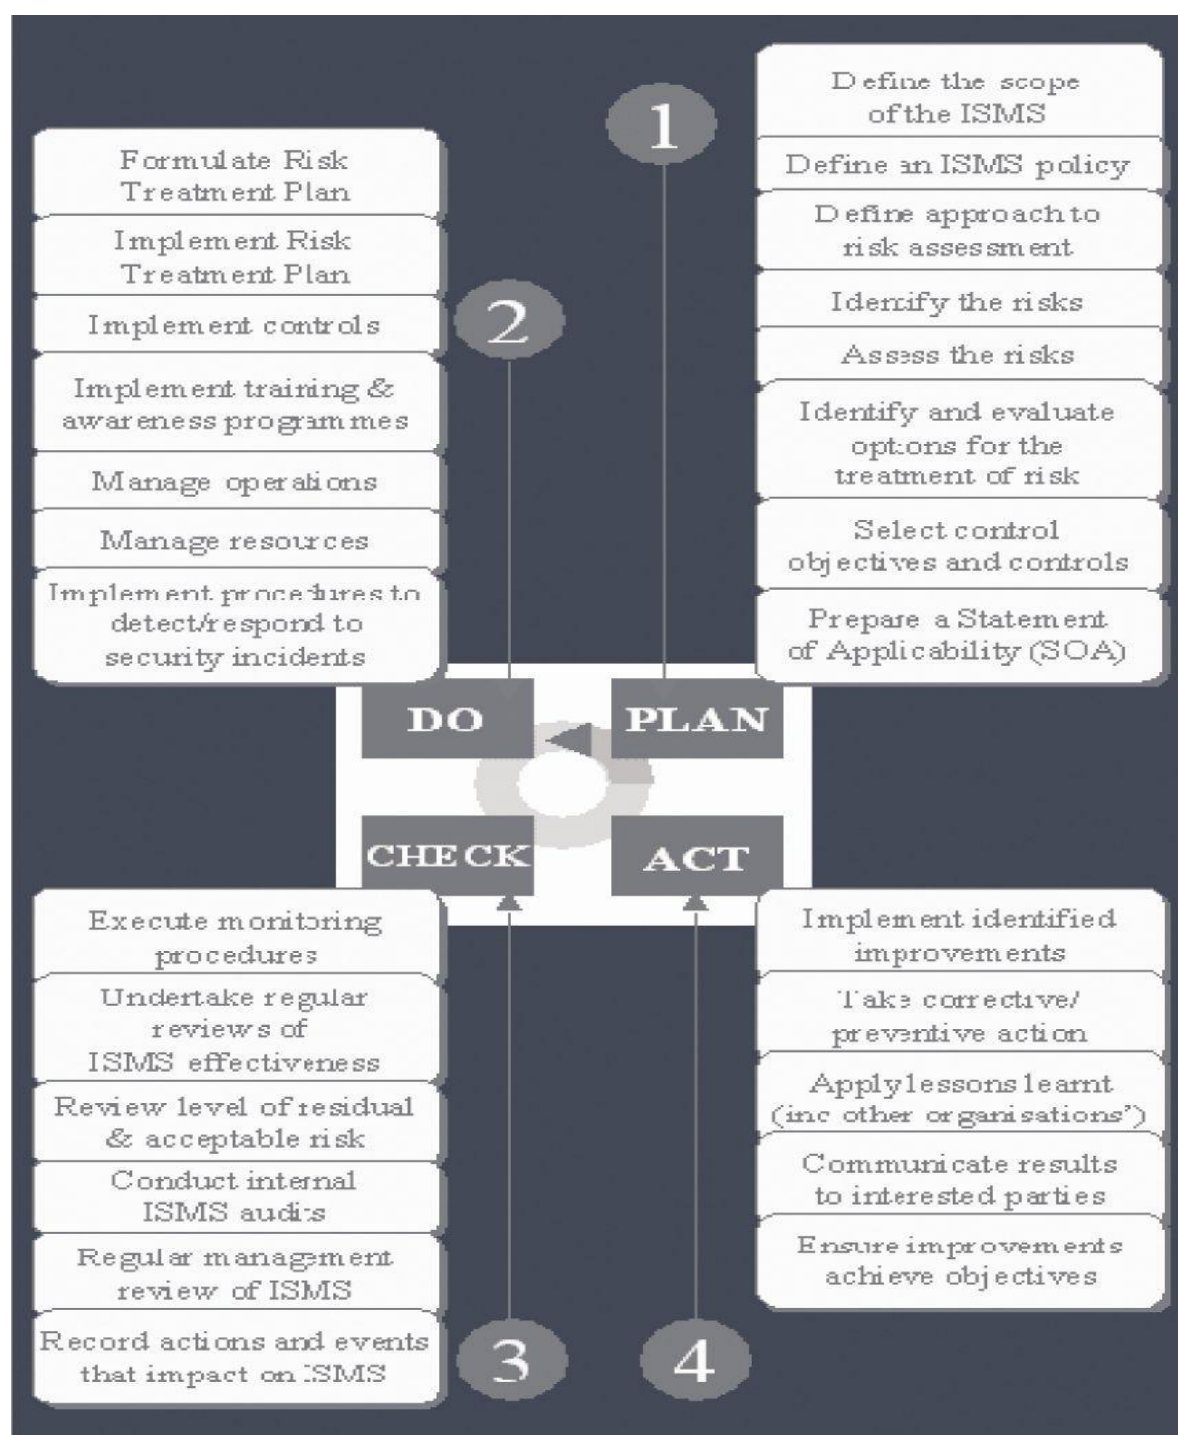 1
Define the scope
of the ISMS
Define an ISMS policy
Define approach to
risk assessment
Identify the risks
Assess the risks
Identify and evaluate
options for the
treatment of risk
Select control
objectives and controls
Prepare a Statement
of Applicability (SOA)
2
Formulate Risk
Treatment Plan
Implement Risk
Treatment Plan
Implement controls
Implement training &
awareness programmes
Manage operations
Manage resources
Implement procedures to
detect/respond to
security incidents
DO
PLAN
CHECK
ACT
Execute monitoring
procedures
Undertake regular
reviews of
ISMS effectiveness
Review level of residual
& acceptable risk
Conduct internal
ISMS audits
Regular management
review of ISMS
Record actions and events
that impact on ISMS
3
Implement identified
improvements
Take corrective/
preventive action
Apply lessons learnt
(inc other organisations')
Communicate results
to interested parties
Ensure improvements
achieve objectives
4